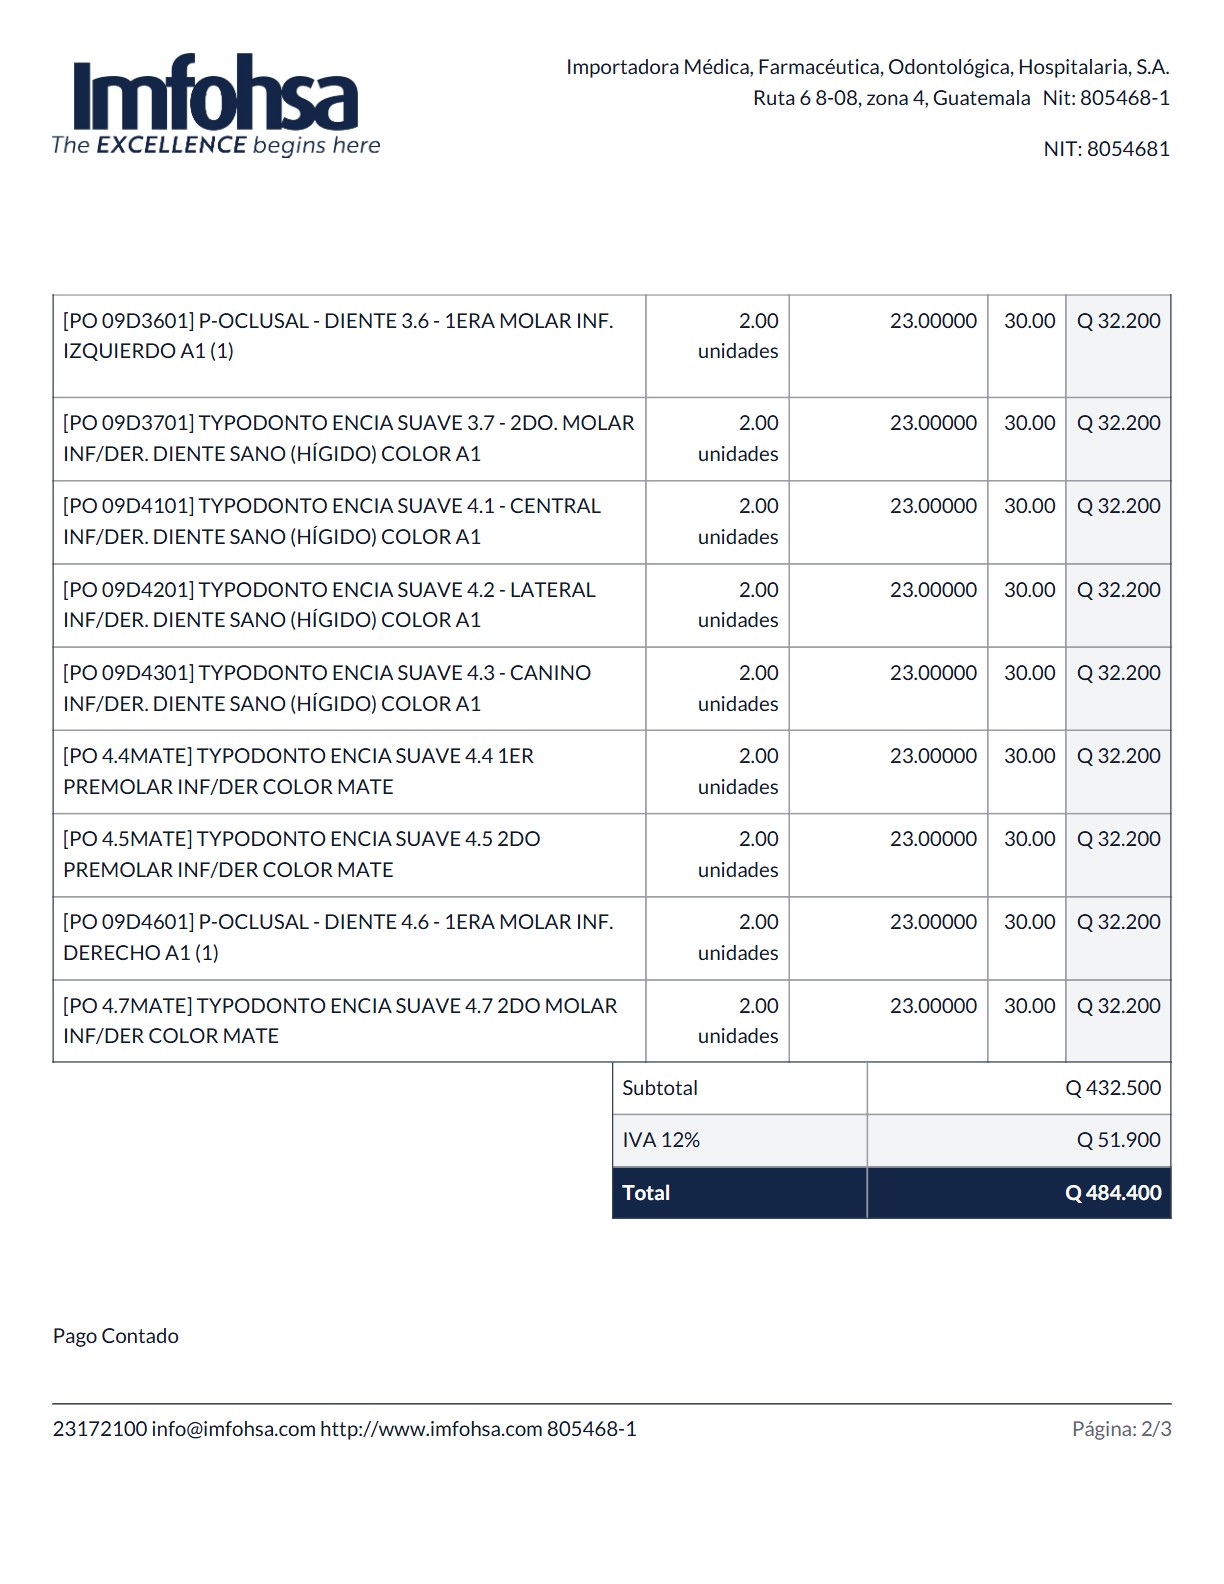 Imfohsa
The EXCELLENCE begins here
Importadora Médica, Farmacéutica, Odontológica, Hospitalaria, S.A.
Ruta 6 8-08, zona 4, Guatemala Nit: 805468-1
NIT: 8054681
[PO 09D3601] P-OCLUSAL - DIENTE 3.6 - 1ERA MOLAR INF. 2.00 23.00000 30.00 Q 32.200
IZQUIERDO A1 (1) unidades
[PO 09D3701] TYPODONTO ENCIA SUAVE 3.7 - 2DO. MOLAR 2.00 23.00000 30.00 Q 32.200
INF/DER. DIENTE SANO (HÍGIDO) COLOR A1 unidades
[PO 09D4101] TYPODONTO ENCIA SUAVE 4.1 - CENTRAL 2.00 23.00000 30.00 Q 32.200
INF/DER. DIENTE SANO (HÍGIDO) COLOR A1 unidades
[PO 09D4201] TYPODONTO ENCIA SUAVE 4.2 - LATERAL 2.00 23.00000 30.00 Q 32.200
INF/DER. DIENTE SANO (HÍGIDO) COLOR A1 unidades
[PO 09D4301] TYPODONTO ENCIA SUAVE 4.3 - CANINO 2.00 23.00000 30.00 Q 32.200
INF/DER. DIENTE SANO (HÍGIDO) COLOR A1 unidades
[PO 4.4MATE] TYPODONTO ENCIA SUAVE 4.4 1ER 2.00 23.00000 30.00 Q 32.200
PREMOLAR INF/DER COLOR MATE unidades
[PO 4.5MATE] TYPODONTO ENCIA SUAVE 4.5 2DO 2.00 23.00000 30.00 Q 32.200
PREMOLAR INF/DER COLOR MATE unidades
[PO 09D4601] P-OCLUSAL - DIENTE 4.6 - 1ERA MOLAR INF. 2.00 23.00000 30.00 Q 32.200
DERECHO A1 (1) unidades
[PO 4.7MATE] TYPODONTO ENCIA SUAVE 4.7 2DO MOLAR 2.00 23.00000 30.00 Q 32.200
INF/DER COLOR MATE unidades
Subtotal Q 432.500
IVA 12% Q 51.900
Total Q 484.400
Pago Contado
23172100 info@imfohsa.com http://www.imfohsa.com 805468-1 Página: 2/3